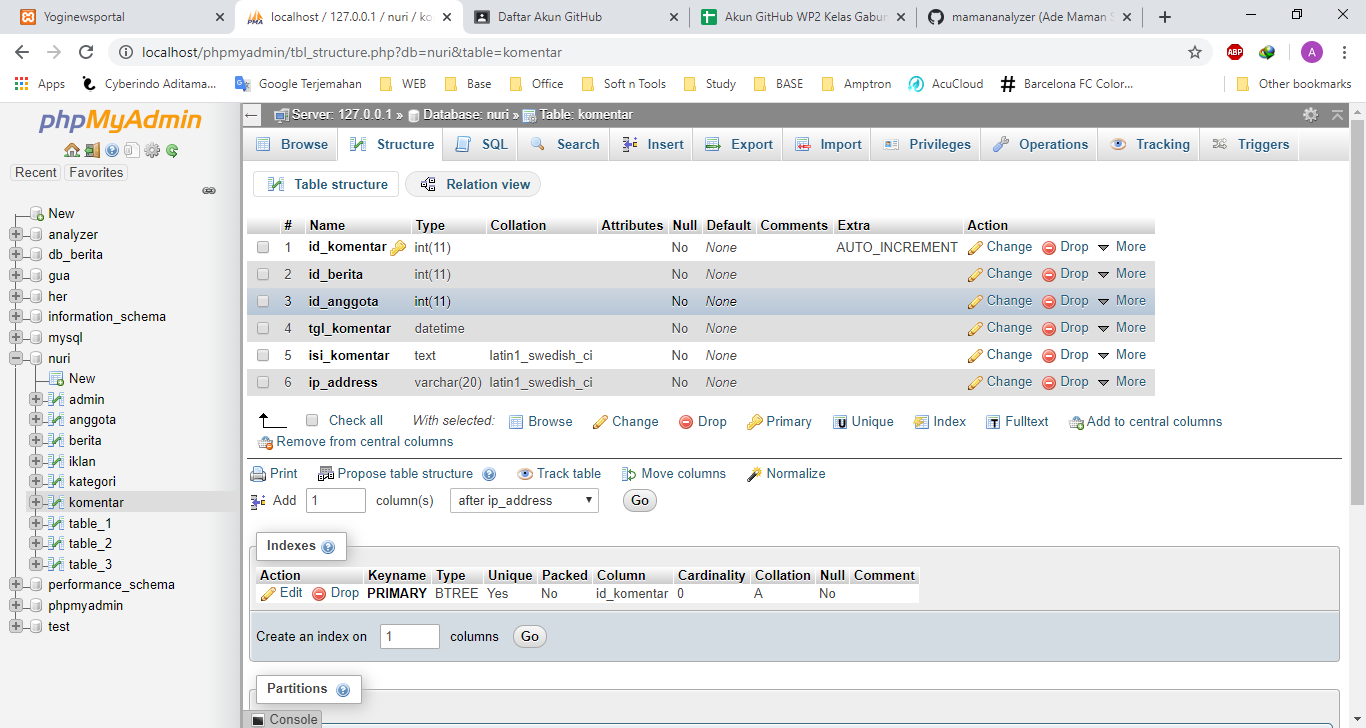 Yoginewsportal
localhost / 127.0.0.1 / nuri / ko
Daftar Akun GitHub
Akun GitHub WP2 Kelas Gabun
mamananalyzer (Ade Maman S
localhost/phpmyadmin/tbl_structure.php?db=nuri&table=komentar
ABP
A
Apps
Cyberindo Aditama...
Google Terjemahan
WEB
Base
Office
Soft n Tools
Study
BASE
Amptron
AcuCloud
Barcelona FC Color...
Other bookmarks
phpMyAdmin
Recent
Favorites
New
analyzer
db_berita
gua
her
information_schema
mysql
nuri
New
admin
anggota
berita
iklan
kategori
komentar
table_1
table_2
table_3
performance_schema
phpmyadmin
test
Server: 127.0.0.1 » Database: nuri » Table: komentar
Browse Structure SQL Search Insert Export Import Privileges Operations Tracking Triggers
Table structure Relation view
# Name Type Collation Attributes Null Default Comments Extra Action
1 id_komentar int(11) No None AUTO_INCREMENT Change Drop More
2 id_berita int(11) No None Change Drop More
3 id_anggota int(11) No None Change Drop More
4 tgl_komentar datetime No None Change Drop More
5 isi_komentar text latin1_swedish_ci No None Change Drop More
6 ip_address varchar(20) latin1_swedish_ci No None Change Drop More
Check all With selected: Browse Change Drop Primary Unique Index Fulltext Add to central columns
Remove from central columns
Print Propose table structure Track table Move columns Normalize
Add 1 column(s) after ip_address Go
Indexes
Action Keyname Type Unique Packed Column Cardinality Collation Null Comment
Edit Drop PRIMARY BTREE Yes No id_komentar 0 A No
Create an index on 1 columns Go
Partitions
Console